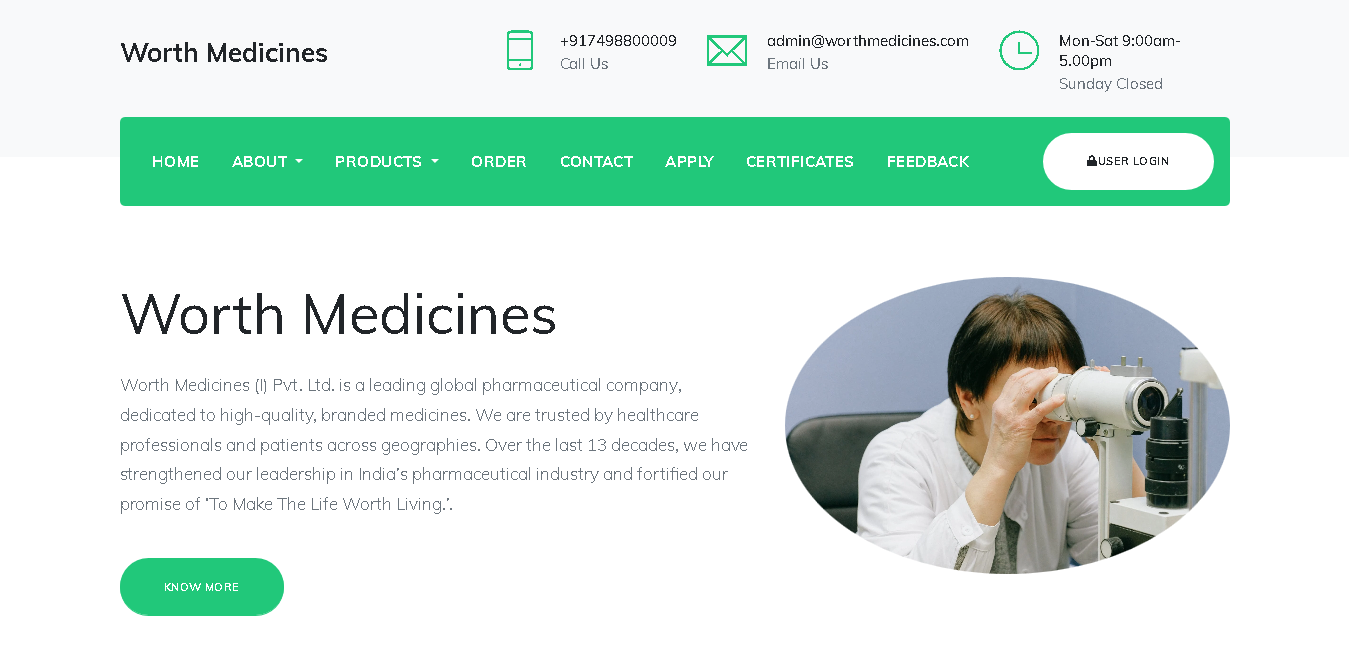 Worth Medicines
+917498800009
Call Us
admin@worthmedicines.com
Email Us
Mon-Sat 9:00am-
5.00pm
Sunday Closed
HOME ABOUT PRODUCTS ORDER CONTACT APPLY CERTIFICATES FEEDBACK USER LOGIN
Worth Medicines
Worth Medicines (I) Pvt. Ltd. is a leading global pharmaceutical company,
dedicated to high-quality, branded medicines. We are trusted by healthcare
professionals and patients across geographies. Over the last 13 decades, we have
strengthened our leadership in India’s pharmaceutical industry and fortified our
promise of ‘To Make The Life Worth Living.’.
KNOW MORE